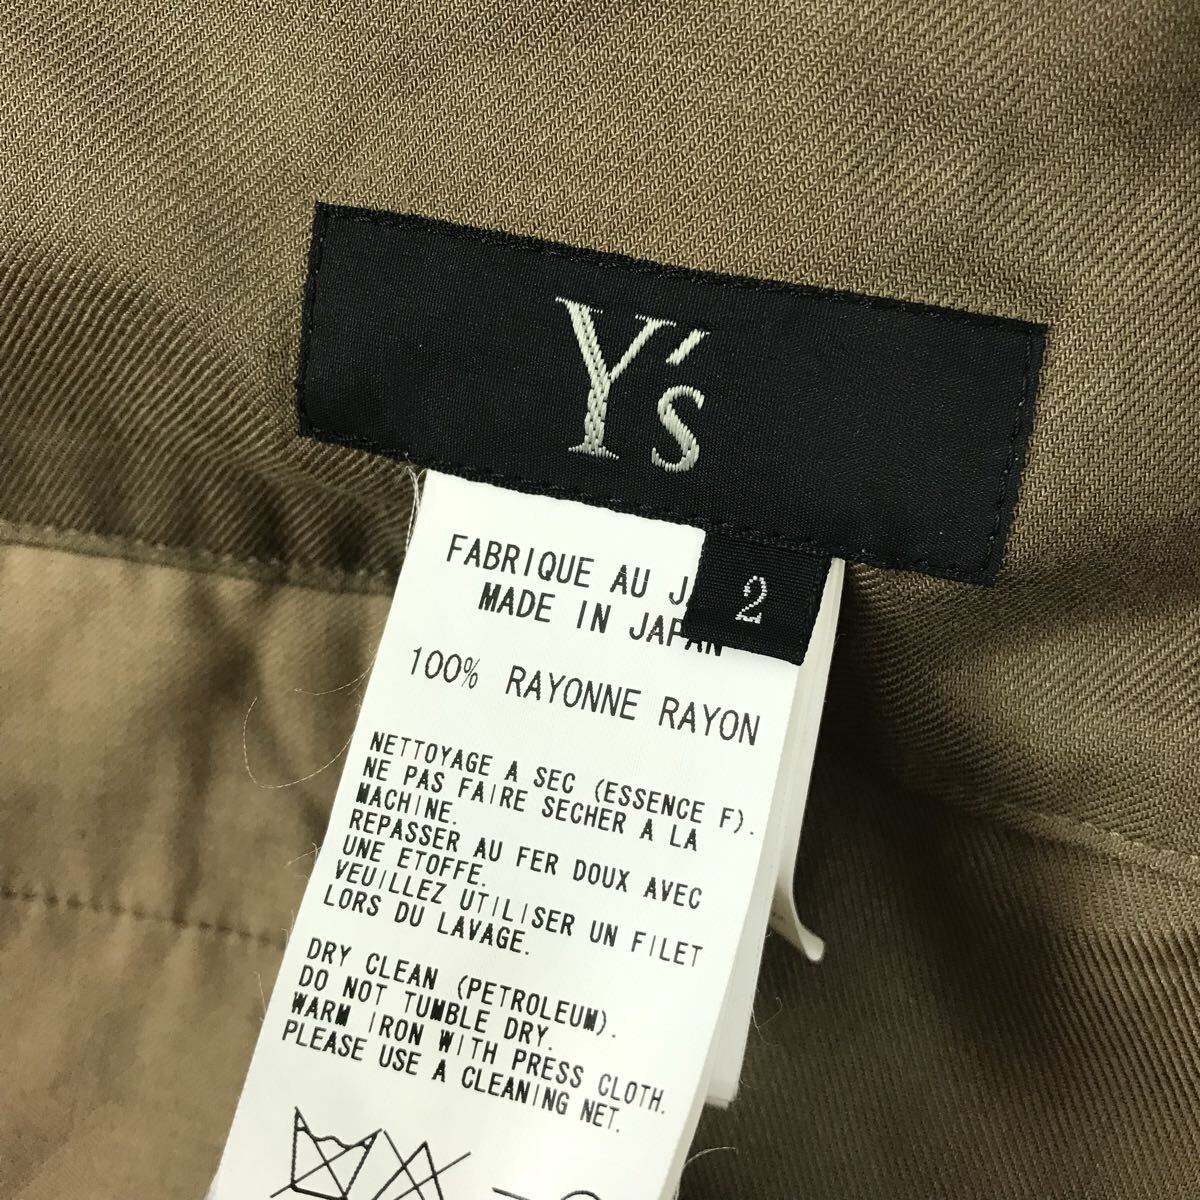 Y's
2
FABRIQUE AU
MADE IN JAPAN
100% RAYONNE RAYON
NETTOYAGE A SEC (ESSENCE F).
NE PAS FAIRE SECHER A LA
MACHINE.
REPASSER AU FER DOUX AVEC
UNE ETOFFE.
VEUILLEZ UTILISER UN FILET
LORS DU LAVAGE.
DRY CLEAN (PETROLEUM).
DO NOT TUMBLE DRY.
WARM IRON WITH PRESS CLOTH.
PLEASE USE A CLEANING NET.